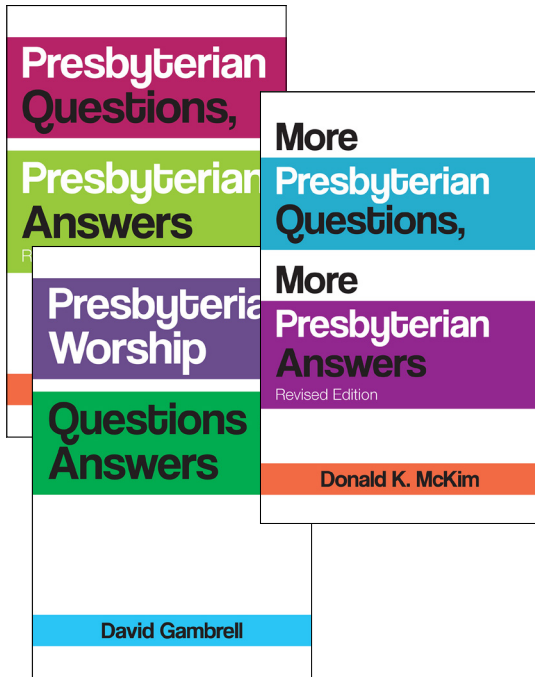 Presbyterian
Questions,
Presbyterian
Answers
R
More
Presbyterian
Questions,
More
Presbyterian
Answers
Revised Edition
Donald K. McKim
Presbyteria
Worship
Questions
Answers
David Gambrell